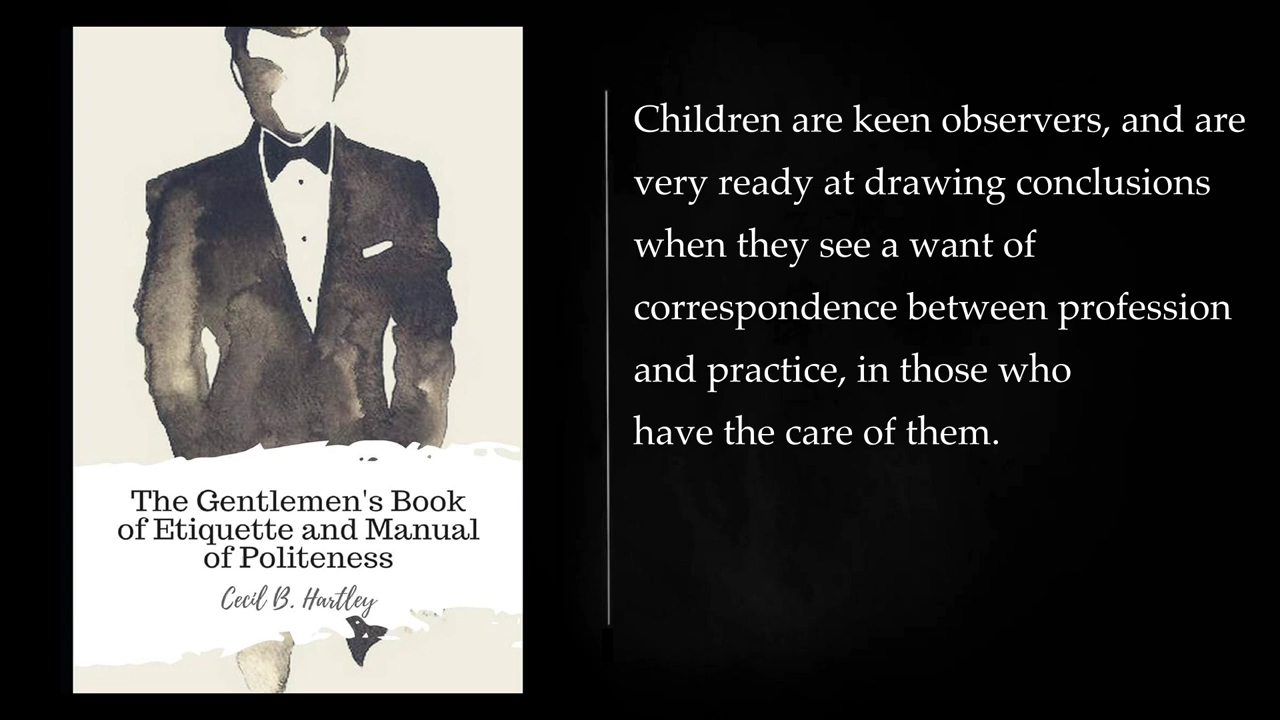 The Gentlemen's Book
of Etiquette and Manual
of Politeness
Cecil B. Hartley
Children are keen observers, and are
very ready at drawing conclusions
when they see a want of
correspondence between profession
and practice, in those who
have the care of them.